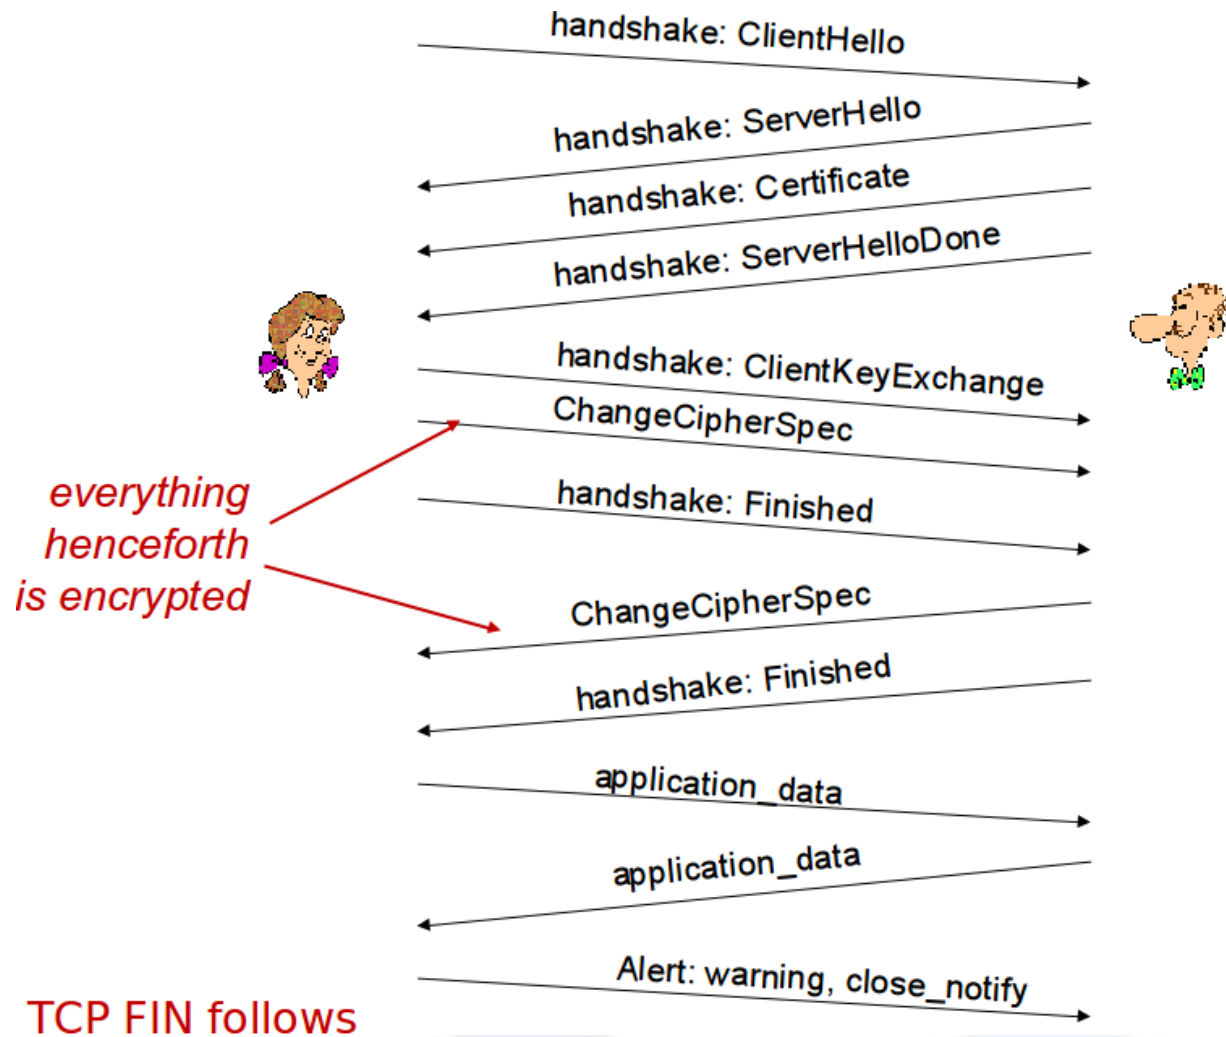 handshake: ClientHello
handshake: ServerHello
handshake: Certificate
handshake: ServerHelloDone
handshake: ClientKeyExchange
ChangeCipherSpec
everything
henceforth
is encrypted
handshake: Finished
ChangeCipherSpec
handshake: Finished
application_data
application_data
Alert: warning, close_notify
TCP FIN follows